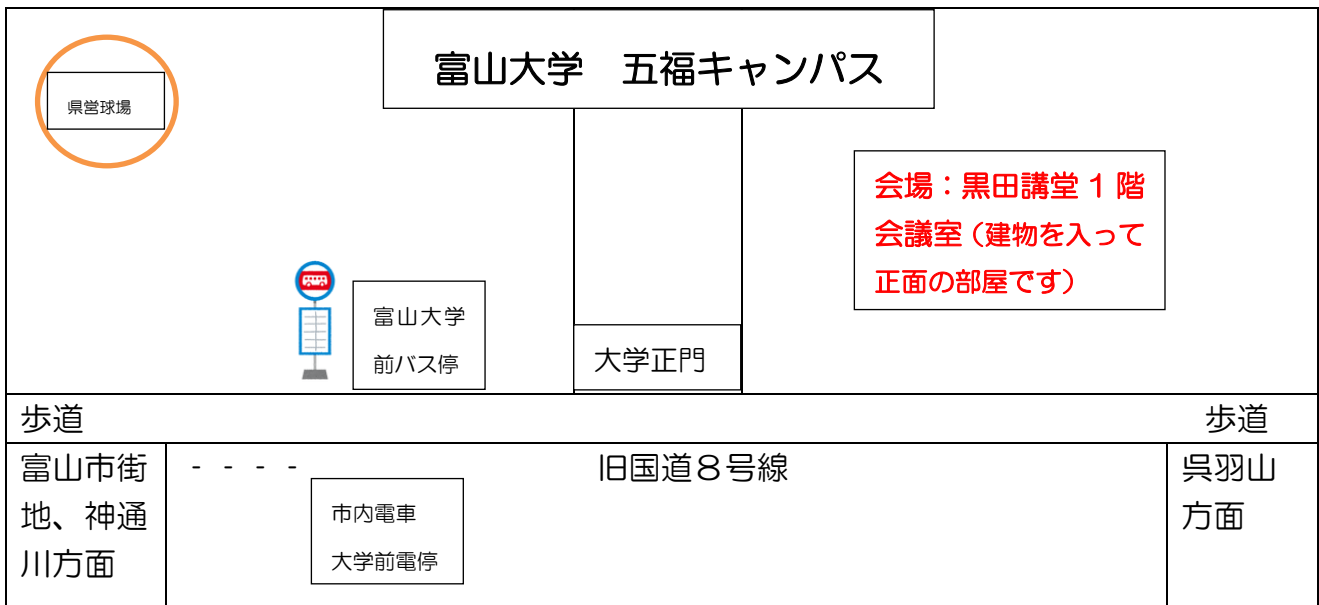 富山大学　五福キャンパス
県営球場
会場：黒田講堂 1 階
会議室（建物を入って
正面の部屋です）
富山大学
前バス停
大学正門
歩道
歩道
富山市街
地、神通
川方面
- - - -
旧国道８号線
呉羽山
方面
市内電車
大学前電停